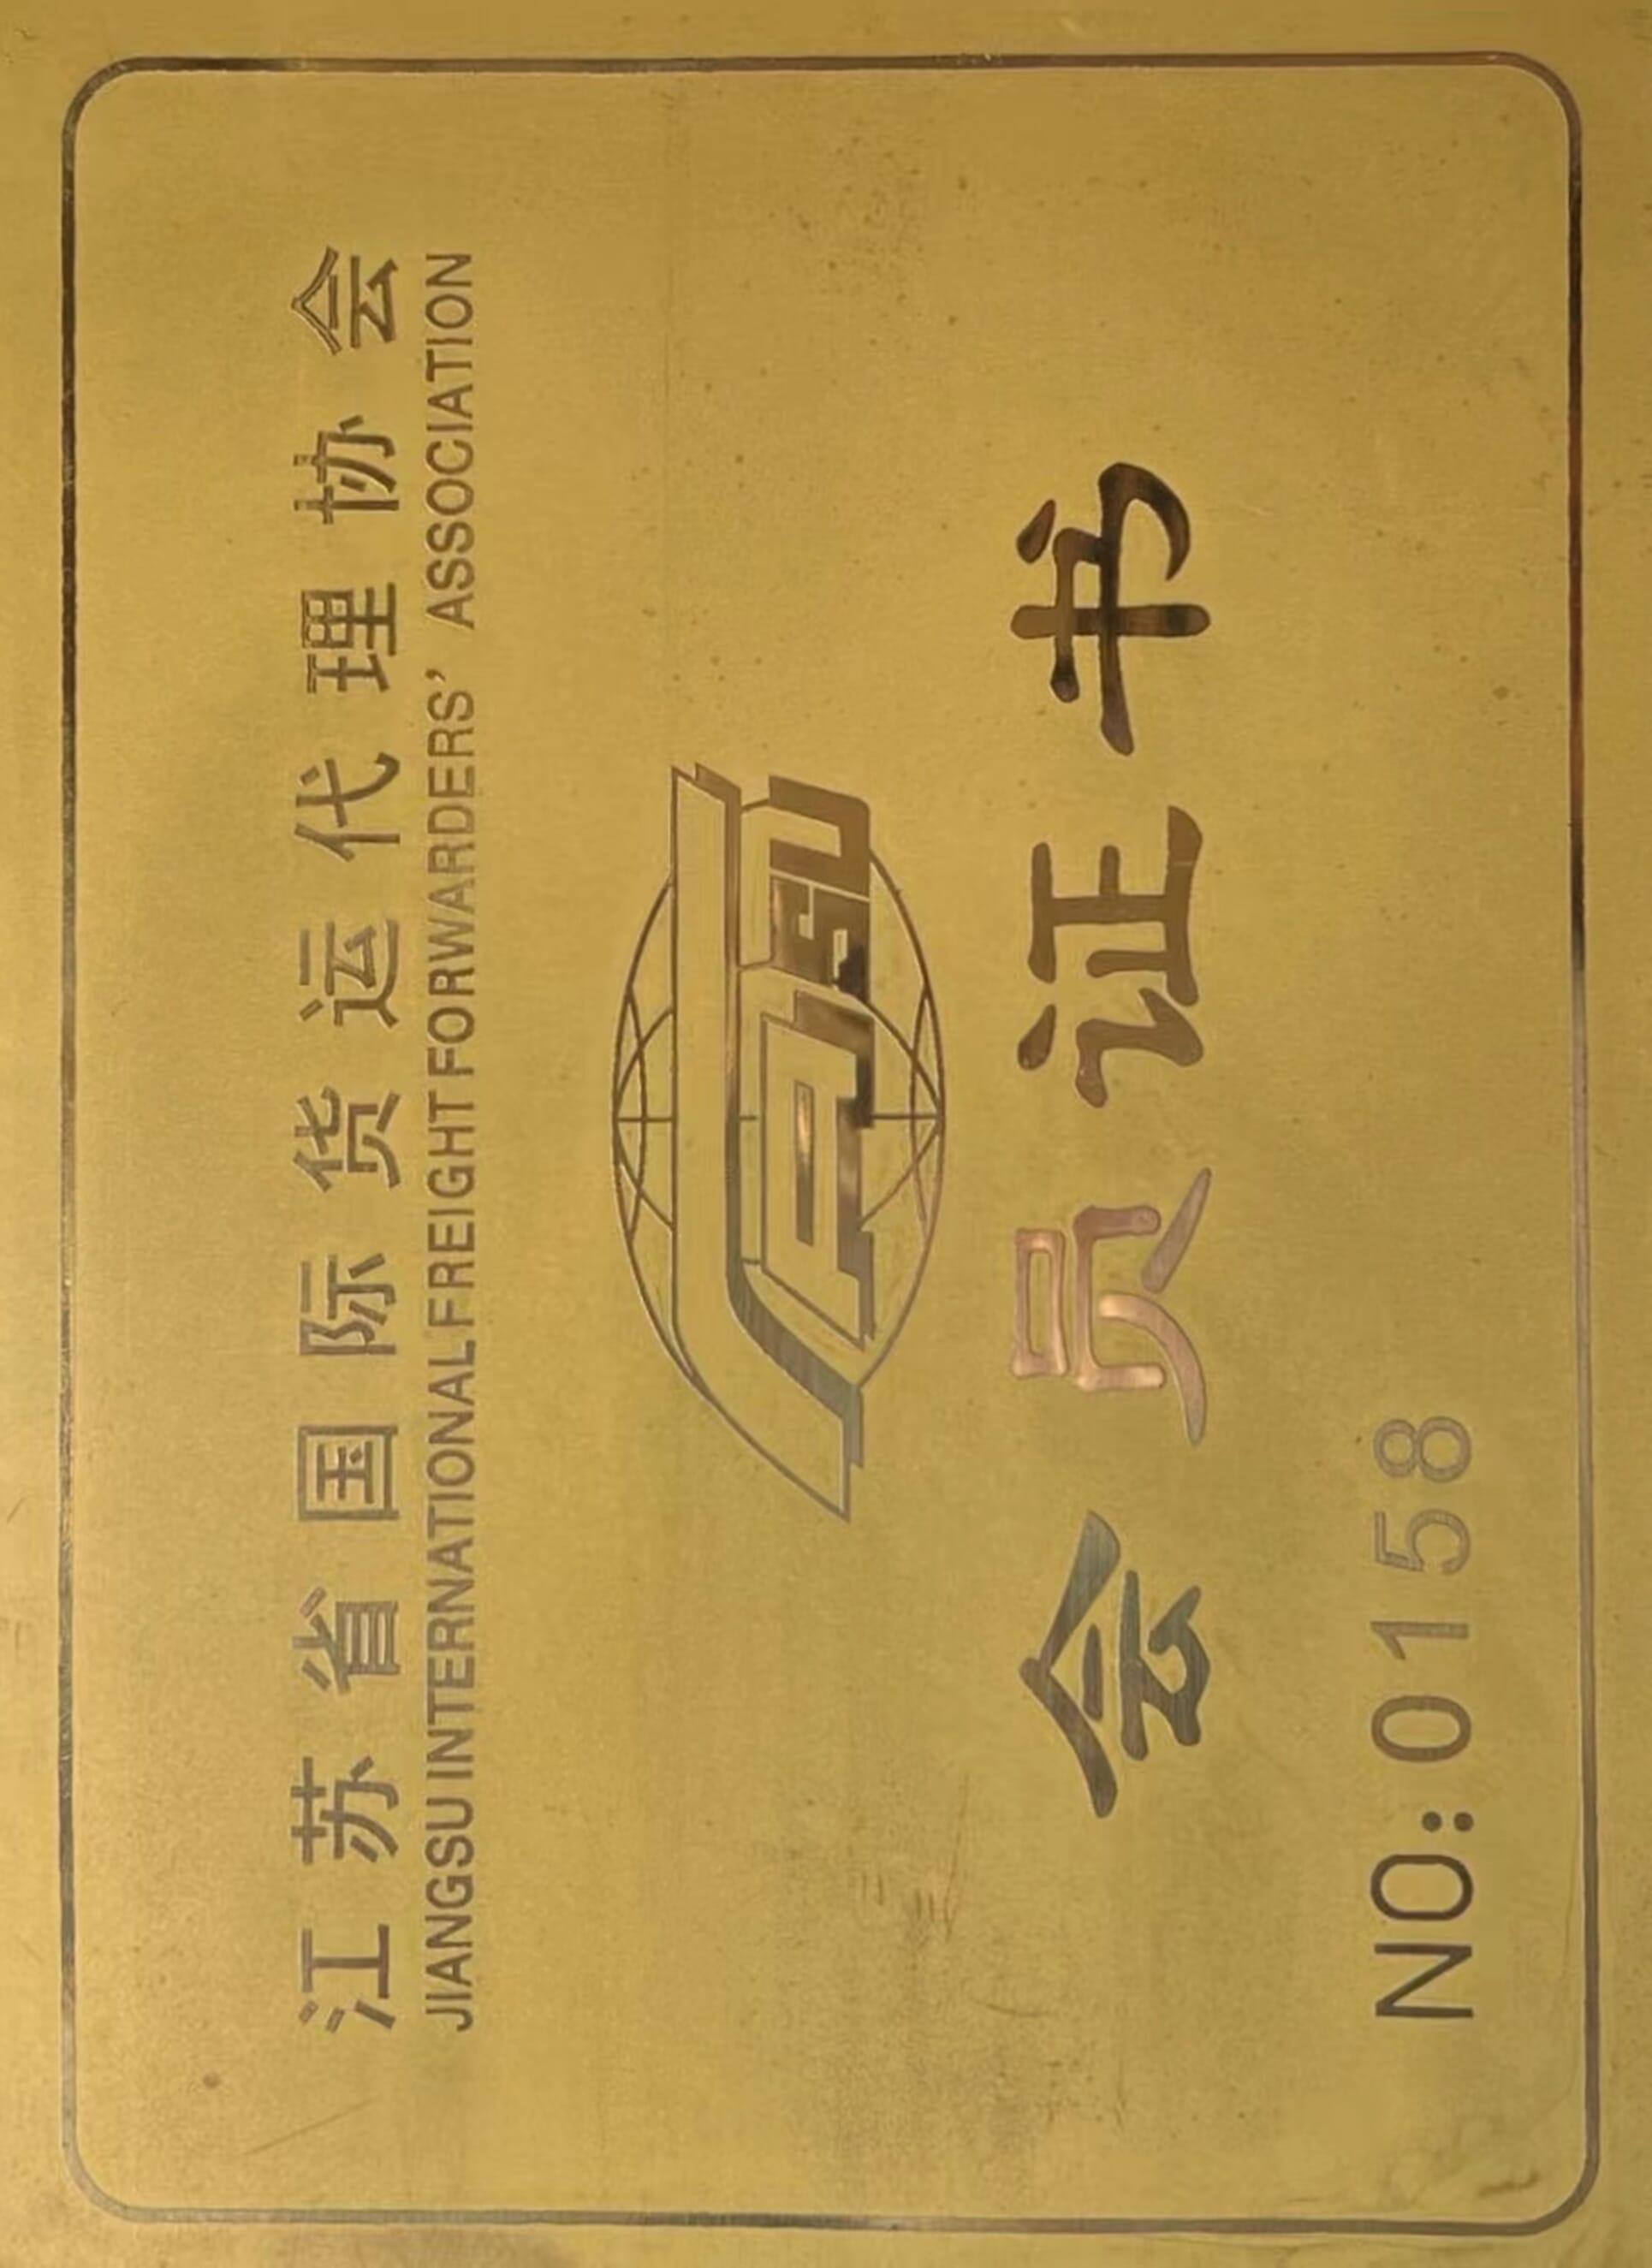 江苏省国际货运代理协会
JIANGSU INTERNATIONAL FREIGHT FORWARDERS' ASSOCIATION
会员证书
NO:0158